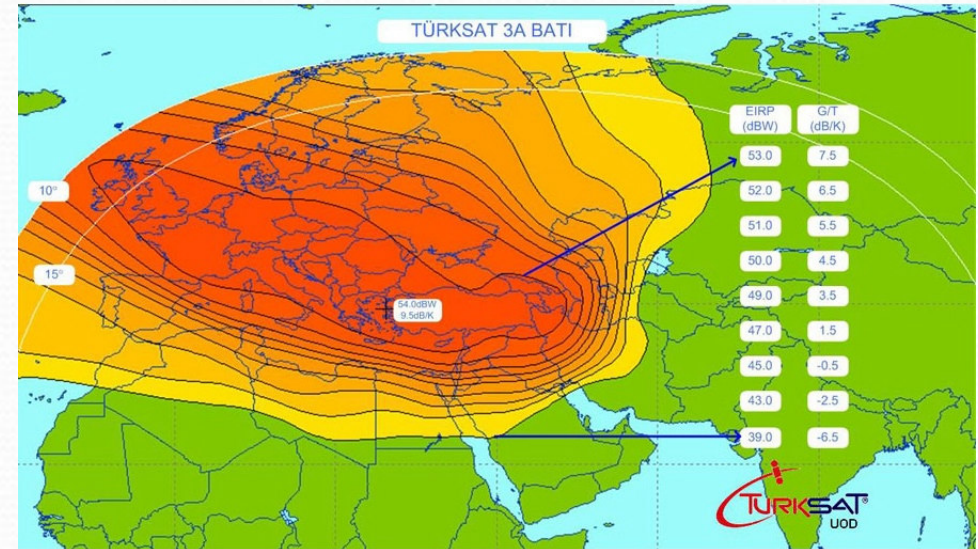 TÜRKSAT 3A BATI
EIRP (dBW) G/T (dB/K)
53.0 7.5
52.0 6.5
51.0 5.5
50.0 4.5
49.0 3.5
47.0 1.5
45.0 -0.5
43.0 -2.5
39.0 -6.5
10°
15°
54.0dBW
9.5dB/K
TURKSAT®
UOD